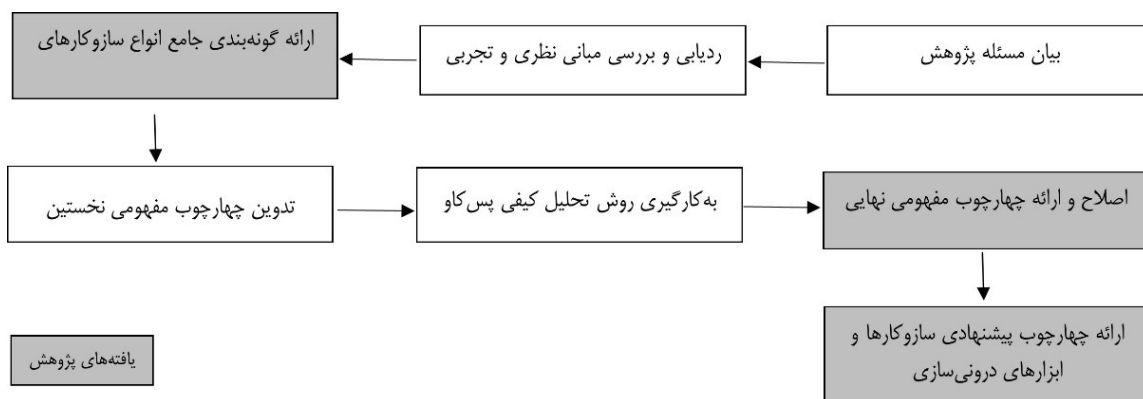 بیان مسئله پژوهش
ردیابی و بررسی مبانی نظری و تجربی
ارائه گونه‌بندی جامع انواع سازوکارهای
تدوین چهارچوب مفهومی نخستین
به‌کارگیری روش تحلیل کیفی پس‌کاو
اصلاح و ارائه چهارچوب مفهومی نهایی
ارائه چهارچوب پیشنهادی سازوکارها و
ابزارهای درونی‌سازی
یافته‌های پژوهش